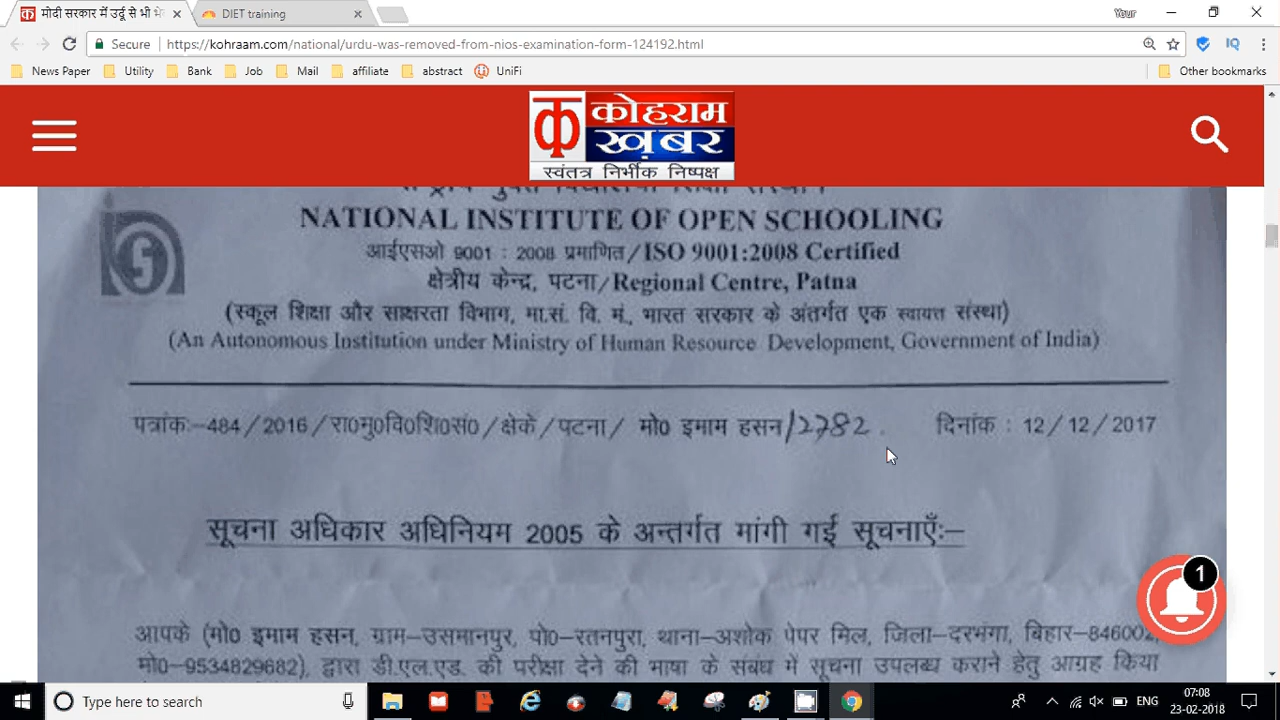 मोदी सरकार में उर्दू से भी भे
DIET training
Your
Secure
https://kohraam.com/national/urdu-was-removed-from-nios-examination-form-124192.html
IQ
News Paper
Utility
Bank
Job
Mail
affiliate
abstract
UniFi
Other bookmarks
क
कोहराम
ख़बर
स्वंतत्र निर्भीक निष्पक्ष
NATIONAL INSTITUTE OF OPEN SCHOOLING
आईएसओ 9001 : 2008 प्रमाणित/ISO 9001:2008 Certified
क्षेत्रीय केन्द्र, पटना/Regional Centre, Patna
(स्कूल शिक्षा और साक्षरता विभाग, मा.सं. वि. मं., भारत सरकार के अंतर्गत एक स्वायत्त संस्था)
(An Autonomous Institution under Ministry of Human Resource Development, Government of India)
पत्रांक:-484/2016/रा0मु0वि0शि0सं0/क्षेके/पटना/ मो0 इमाम हसन/2782 दिनांक : 12/12/2017
सूचना अधिकार अधिनियम 2005 के अन्तर्गत मांगी गई सूचनाएँ:-
1
आपके (मो0 इमाम हसन, ग्राम-उसमानपुर, पो0-रतनपुरा, थाना-अशोक पेपर मिल, जिला-दरभंगा, बिहार-846002,
मो0-9534829682), द्वारा डी.एल.एड. की परीक्षा देने की भाषा के संबंध में सूचना उपलब्ध कराने हेतु आग्रह किया
Type here to search
ENG
07:08
23-02-2018